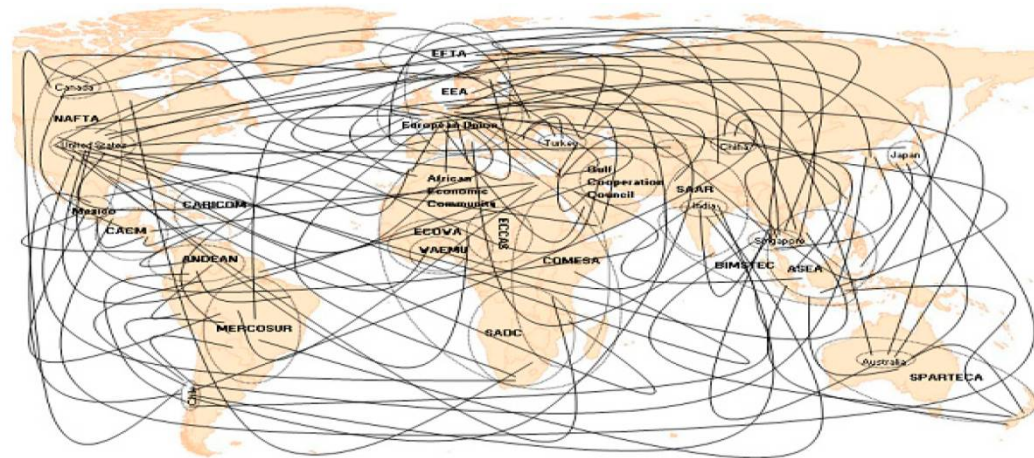 EFTA
Canada
EEA
NAFTA
European Union
United States
Turkey
China
Japan
African
Economic
Community
Gulf
Cooperation
Council
SAAR
India
Mexico
CARICOM
CACM
ECOWA
ECCAS
Singapore
WAEMU
ANDEAN
COMESA
BIMSTEC
ASEA
MERCOSUR
SADC
Australia
SPARTECA
Chile